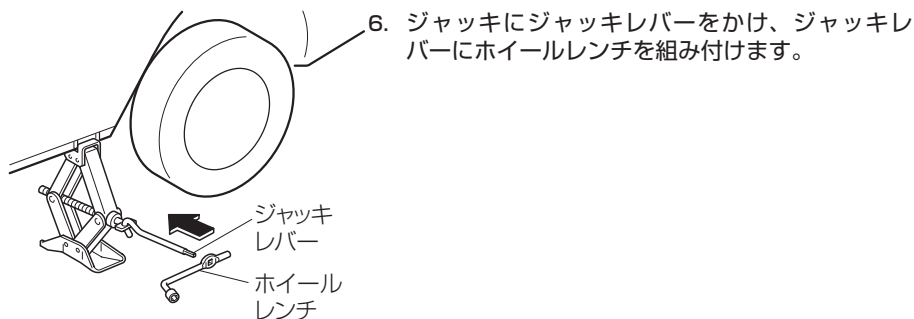 6. ジャッキにジャッキレバーをかけ、ジャッキレ
バーにホイールレンチを組み付けます。
ジャッキ
レバー
ホイール
レンチ